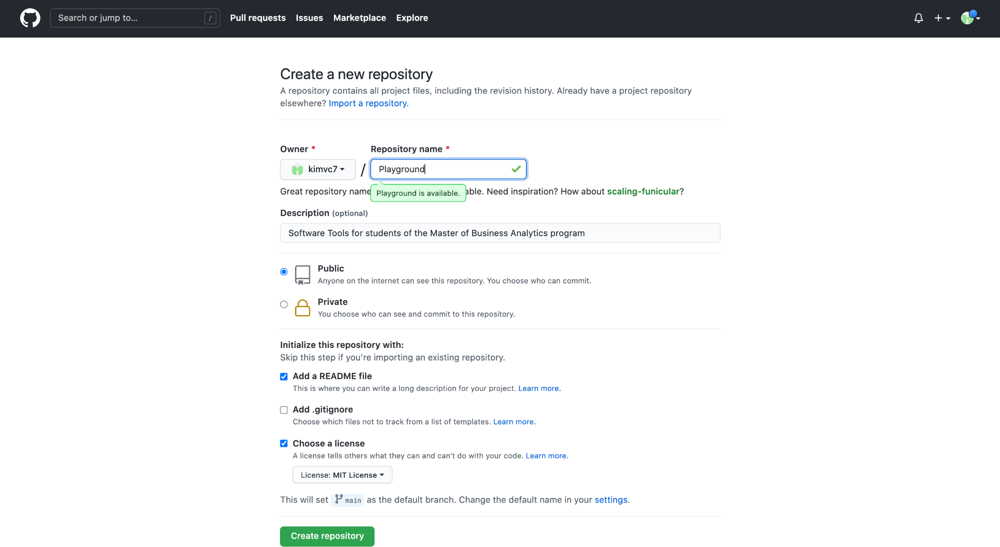 Search or jump to... /
Pull requests Issues Marketplace Explore
Create a new repository
A repository contains all project files, including the revision history. Already have a project repository
elsewhere? Import a repository.
Owner * Repository name *
kimvc7 / Playground
Great repository name able. Need inspiration? How about scaling-funicular?
Playground is available.
Description (optional)
Software Tools for students of the Master of Business Analytics program
Public
Anyone on the internet can see this repository. You choose who can commit.
Private
You choose who can see and commit to this repository.
Initialize this repository with:
Skip this step if you’re importing an existing repository.
Add a README file
This is where you can write a long description for your project. Learn more.
Add .gitignore
Choose which files not to track from a list of templates. Learn more.
Choose a license
A license tells others what they can and can't do with your code. Learn more.
License: MIT License
This will set main as the default branch. Change the default name in your settings.
Create repository